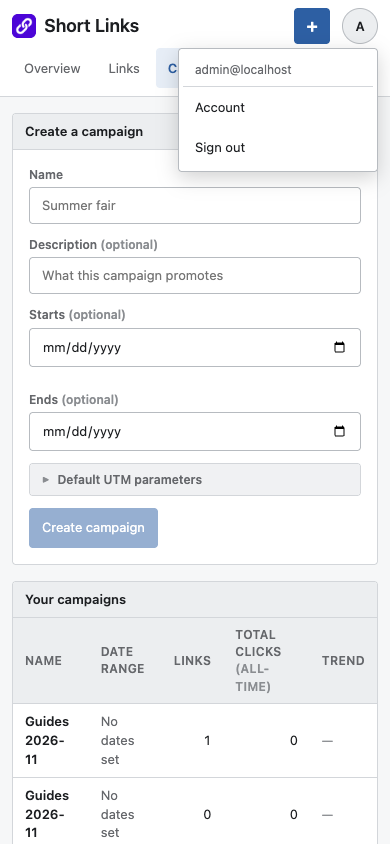 Short Links
+
A
Overview
Links
C
admin@localhost
Account
Sign out
Create a campaign
Name
Summer fair
Description (optional)
What this campaign promotes
Starts (optional)
mm/dd/yyyy
Ends (optional)
mm/dd/yyyy
Default UTM parameters
Create campaign
Your campaigns
NAME
DATE RANGE
LINKS
TOTAL CLICKS (ALL-TIME)
TREND
Guides 2026-11
No dates set
1
0
—
Guides 2026-11
No dates set
0
0
—